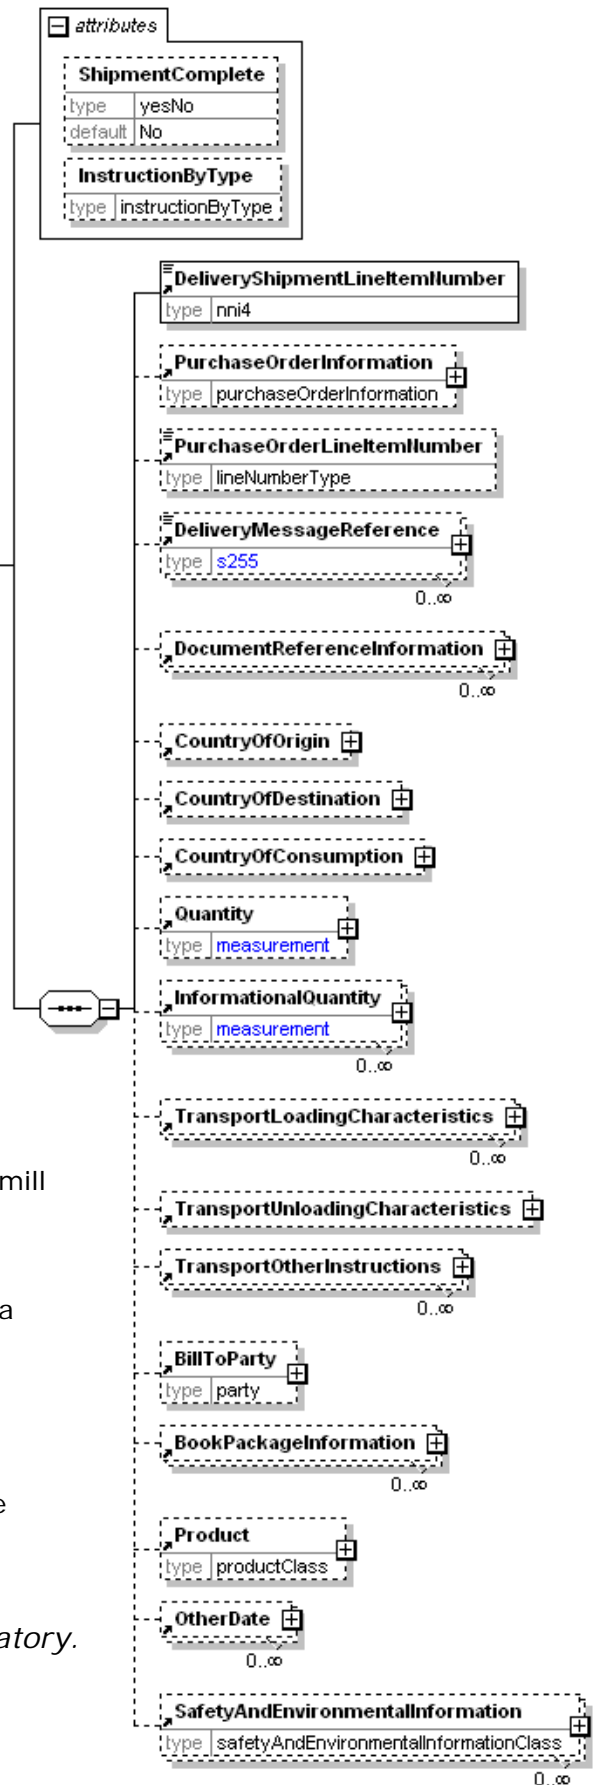 attributes
ShipmentComplete
type yesNo
default No
InstructionByType
type instructionByType
DeliveryShipmentLineItemNumber
type nni4
PurchaseOrderInformation
type purchaseOrderInformation
PurchaseOrderLineItemNumber
type lineNumberType
DeliveryMessageReference
type s255
0..∞
DocumentReferenceInformation
0..∞
CountryOfOrigin
CountryOfDestination
CountryOfConsumption
Quantity
type measurement
InformationalQuantity
type measurement
0..∞
TransportLoadingCharacteristics
0..∞
mill
TransportUnloadingCharacteristics
TransportOtherInstructions
a
0..∞
BillToParty
type party
BookPackageInformation
0..∞
e
Product
type productClass
OtherDate
atory.
0..∞
SafetyAndEnvironmentalInformation
type safetyAndEnvironmentalInformationClass
0..∞